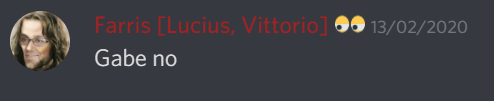 Farris [Lucius, Vittorio] 👀 13/02/2020
Gabe no